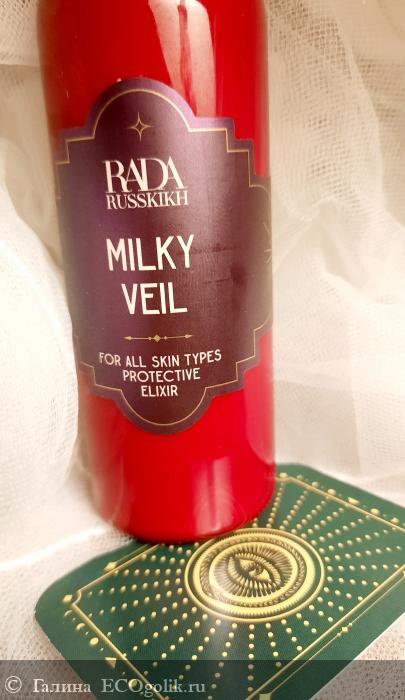 RADA
RUSSKIKH
MILKY
VEIL
FOR ALL SKIN TYPES
PROTECTIVE
ELIXIR
© Галина ECOgolik.ru